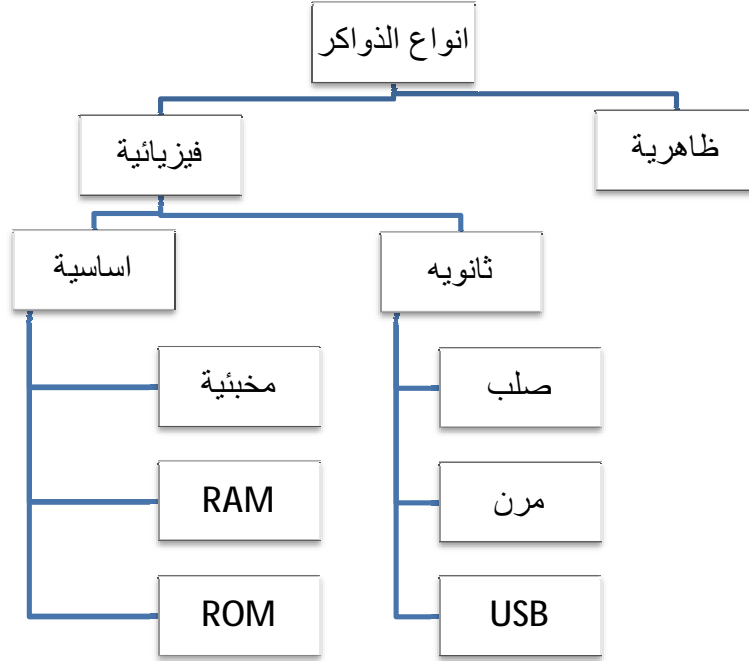 انواع الذواكر
ظاهرية
فيزيائية
ثانويه
اساسية
صلب
مخبئية
مرن
RAM
USB
ROM